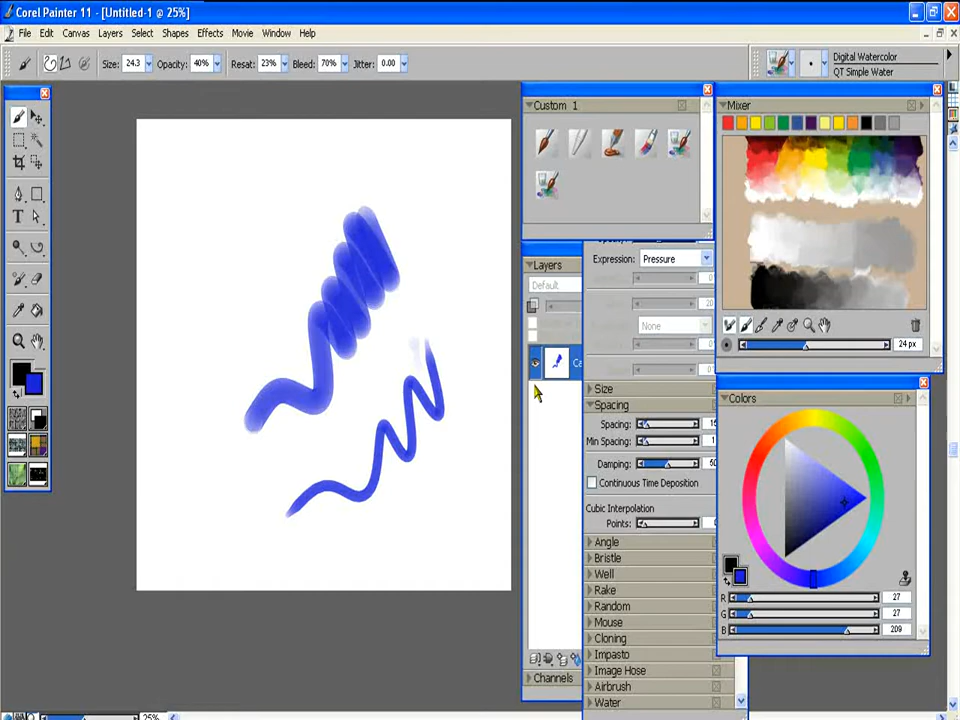 Corel Painter 11 - [Untitled-1 @ 25%]
File Edit Canvas Layers Select Shapes Effects Movie Window Help
Size: 24.3 Opacity: 40% Resat: 23% Bleed: 70% Jitter: 0.00
Digital Watercolor
QT Simple Water
Custom 1
Mixer
24 px
Layers
Default
Expression: Pressure
None
Size
Spacing
Spacing:
Min Spacing:
Damping:
Continuous Time Deposition
Cubic Interpolation
Points:
Angle
Bristle
Well
Rake
Random
Mouse
Cloning
Impasto
Image Hose
Airbrush
Water
Channels
Colors
R 27
G 27
B 209
T
25%